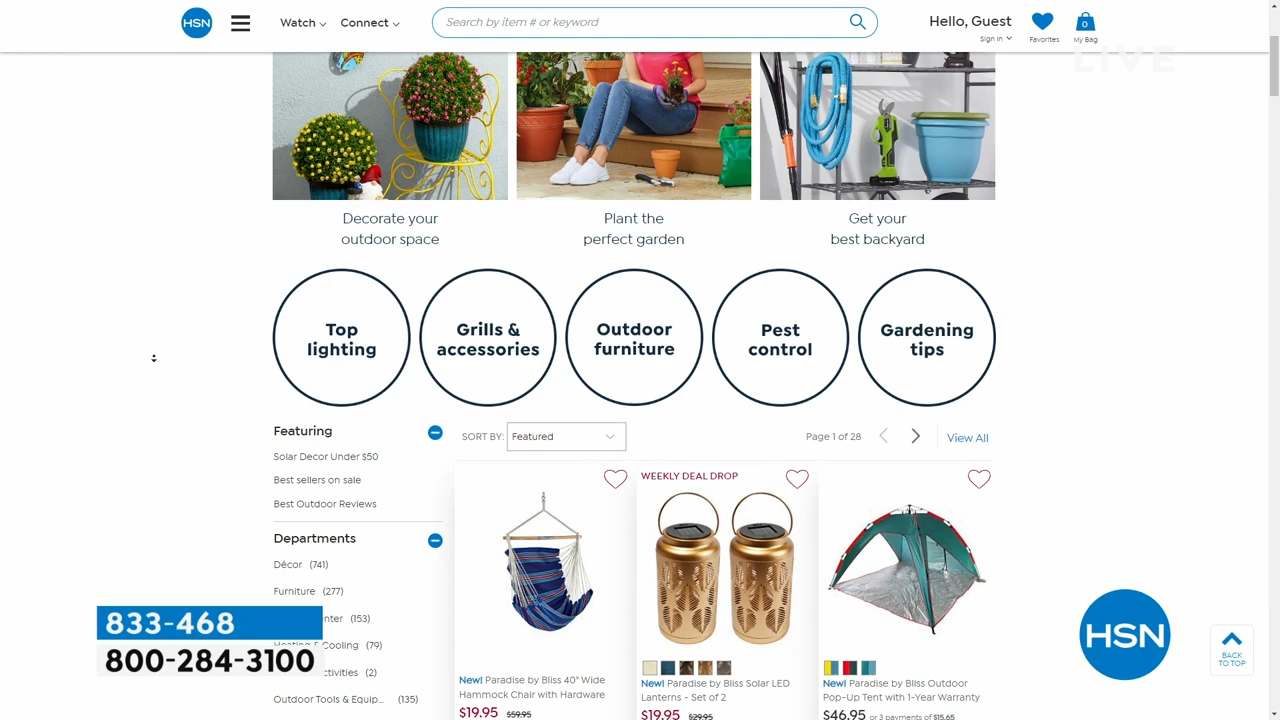 HSN
Watch
Connect
Search by item # or keyword
Hello, Guest
Sign In
Favorites
0
My Bag
LIVE
Decorate your
outdoor space
Plant the
perfect garden
Get your
best backyard
Top
lighting
Grills &
accessories
Outdoor
furniture
Pest
control
Gardening
tips
Featuring
SORT BY: Featured
Page 1 of 28
View All
Solar Decor Under $50
Best sellers on sale
Best Outdoor Reviews
Departments
Décor (741)
Furniture (277)
(153)
Cooling (79)
(2)
Outdoor Tools & Equip... (135)
WEEKLY DEAL DROP
New! Paradise by Bliss 40" Wide
Hammock Chair with Hardware
$19.95 $59.95
New! Paradise by Bliss Solar LED
Lanterns - Set of 2
$19.95 $29.95
New! Paradise by Bliss Outdoor
Pop-Up Tent with 1-Year Warranty
$46.95 or 3 payments of $15.65
833-468
800-284-3100
HSN
BACK
TO TOP